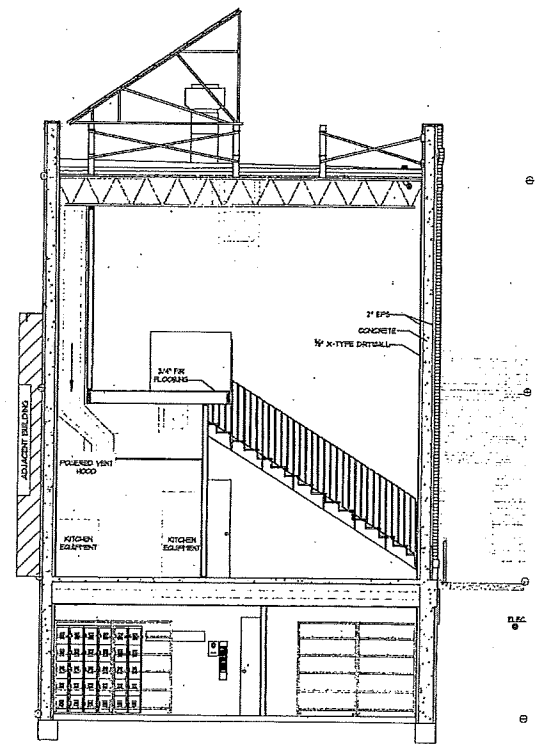 2" EPS
CONCRETE
⅝" X-TYPE DRYWALL
3/4" FIR
FLOORING
ADJACENT BUILDING
POWERED VENT
HOOD
KITCHEN
EQUIPMENT
KITCHEN
EQUIPMENT
ELEC